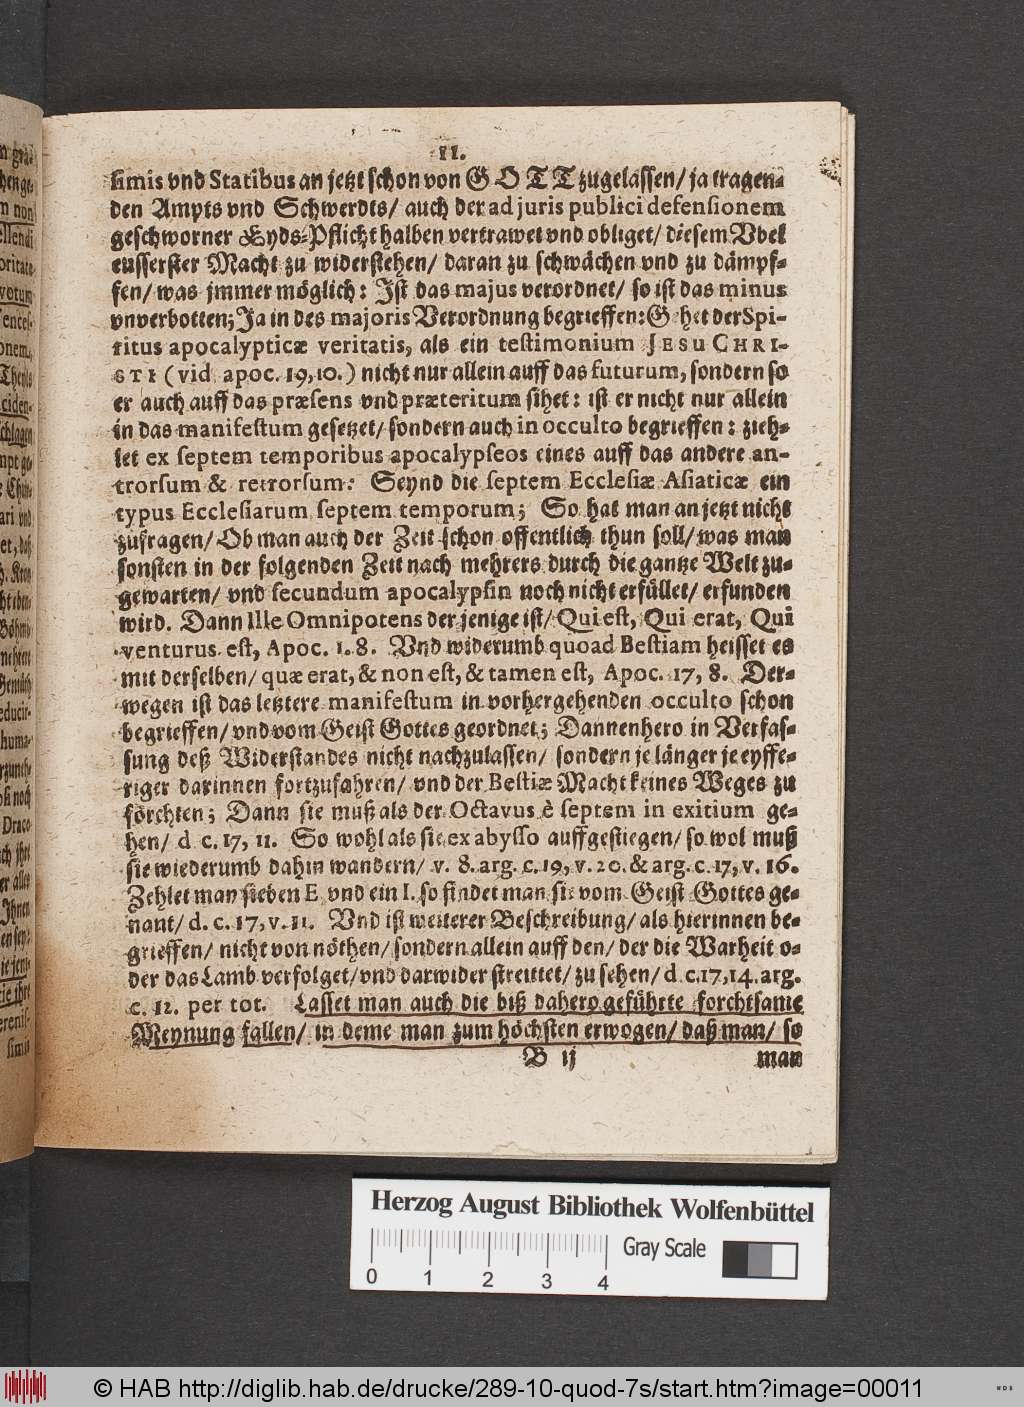 11.
simis vnd Statibus an jetzt schon von GOTT zugelassen/ ja tragen-
den Ampts vnd Schwerdts/ auch der ad juris publici defensionem
geschworner Eyds-Pflicht halben vertrawet vnd obliget/ diesem Vbel
eusserster Macht zu widerstehen/ daran zu schwächen vnd zu dämpf-
fen/ was jmmer möglich: Ist das majus verordnet/ so ist das minus
vnverbotten; Ja in des majoris Verordnung begrieffen: Gehet der Spi-
ritus apocalypticæ veritatis, als ein testimonium JESU CHRI-
STI (vid. apoc. 19,10.) nicht nur allein auff das futurum, sondern so
er auch auff das præsens vnd præteritum sihet: ist er nicht nur allein
in das manifestum gesetzet/ sondern auch in occulto begrieffen: zieh-
let ex septem temporibus apocalypseos eines auff das andere an-
trorsum & retrorsum: Seynd die septem Ecclesiæ Asiaticæ ein
typus Ecclesiarum septem temporum; So hat man an jetzt nicht
zufragen/ Ob man auch der Zeit schon offentlich thun soll/ was man
sonsten in der folgenden Zeit nach mehrers durch die gantze Welt zu-
gewarten/ vnd secundum apocalypsin noch nicht erfüllet/ erfunden
wird. Dann Ille Omnipotens der jenige ist/ Qui est, Qui erat, Qui
venturus est, Apoc. 1. 8. Vnd widerumb quoad Bestiam heisset es
mit derselben/ quæ erat, & non est, & tamen est, Apoc. 17, 8. Der-
wegen ist das letztere manifestum in vorhergehenden occulto schon
begrieffen/ vnd vom Geist Gottes geordnet; Dannenhero in Verfas-
sung deß Widerstandes nicht nachzulassen/ sondern je länger je eyffe-
riger darinnen fortzufahren/ vnd der Bestiæ Macht keines Weges zu
förchten; Dann sie muß als der Octavus è septem in exitium ge-
hen/ d. c. 17, 11. So wohl als sie ex abysso auffgestiegen/ so wol muß
sie wiederumb dahin wandern/ v. 8. arg. c. 19, v. 20. & arg. c. 17, v. 16.
Zehlet man sieben E vnd ein I. so findet man sie vom Geist Gottes ge-
nant/ d. c. 17, v. 11. Vnd ist weiterer Beschreibung/ als hierinnen be-
grieffen/ nicht von nöthen/ sondern allein auff den/ der die Warheit o-
der das Lamb verfolget/ vnd darwider streittet/ zu sehen/ d. c. 17, 14. arg.
c. 12. per tot. Lasset man auch die biß dahero geführte forchtsame
Meynung fallen/ in deme man zum höchsten erwogen/ daß man/ so
B ij man
Herzog August Bibliothek Wolfenbüttel
Gray Scale
0 1 2 3 4
© HAB http://diglib.hab.de/drucke/289-10-quod-7s/start.htm?image=00011